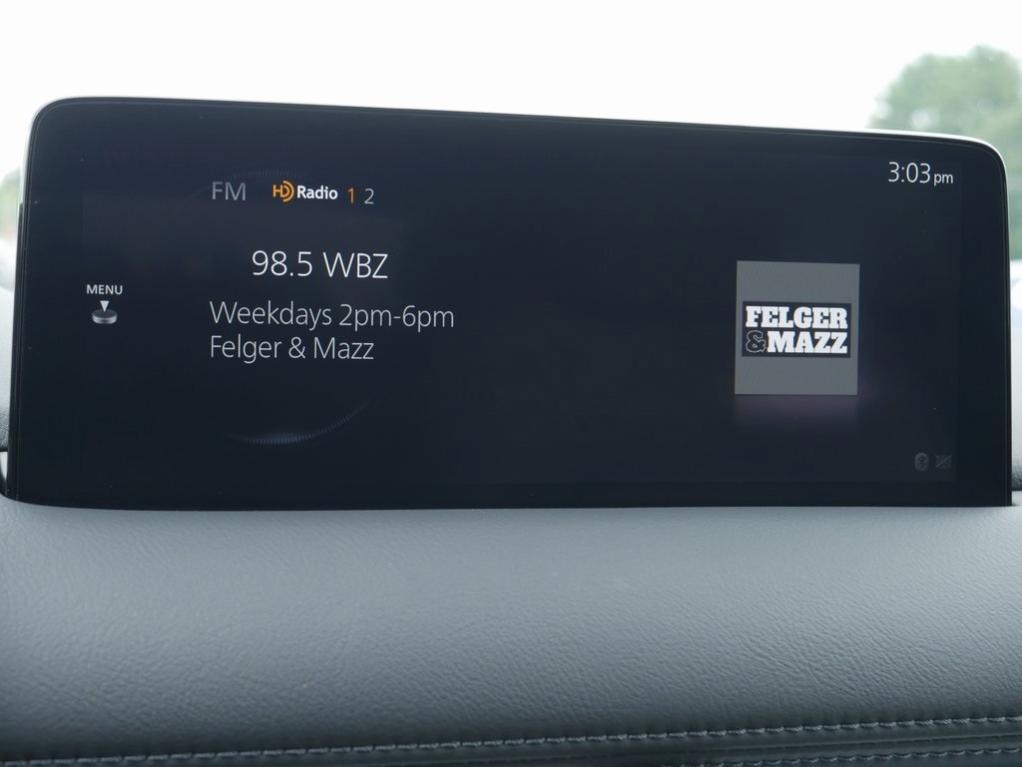 FM HD Radio 1 2
3:03 pm
98.5 WBZ
MENU
Weekdays 2pm-6pm
Felger & Mazz
FELGER
&MAZZ